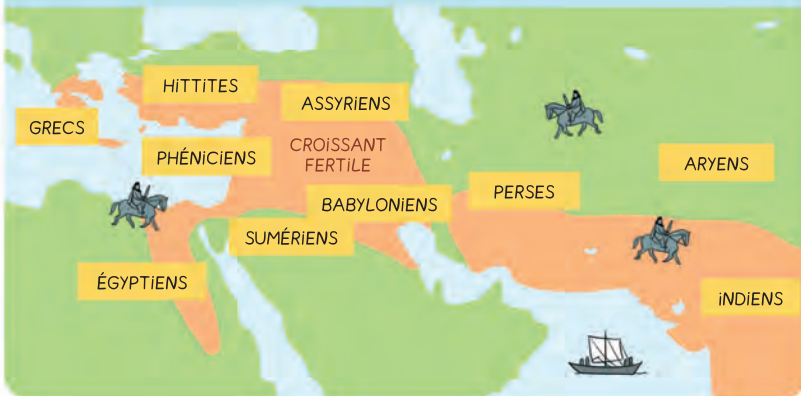 HiTTiTES
ASSYRiENS
GRECS
PHÉNiCiENS
CROiSSANT
FERTiLE
ARYENS
PERSES
BABYLONiENS
SUMÉRiENS
ÉGYPTiENS
iNDiENS